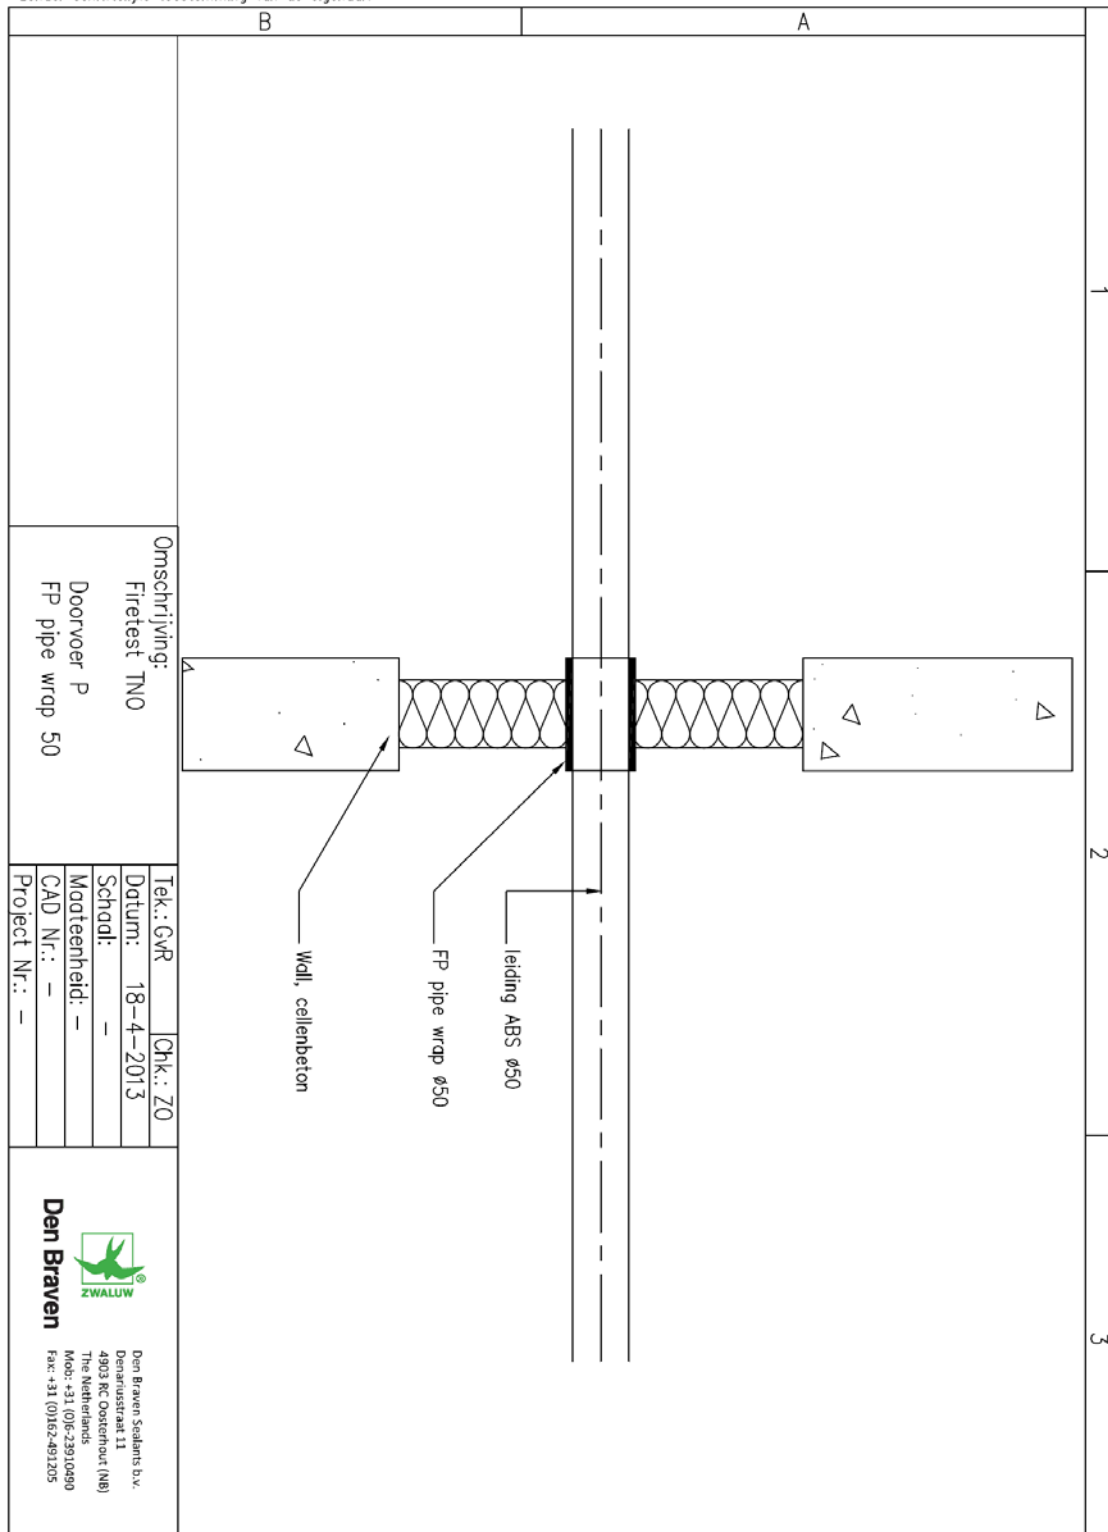 B
A
1
2
3
leiding ABS ø50
FP pipe wrap ø50
Wall, cellenbeton
Omschrijving:
Firetest TNO
Doorvoer P
FP pipe wrap 50
Tek.: GvR
Chk.: ZO
Datum: 18-4-2013
Schaal: -
Maateenheid: -
CAD Nr.: -
Project Nr.: -
ZWALUW®
Den Braven
Den Braven Sealants b.v.
Denariusstraat 11
4903 RC Oosterhout (NB)
The Netherlands
Mob: +31 (0)6-23910490
Fax: +31 (0)162-491205